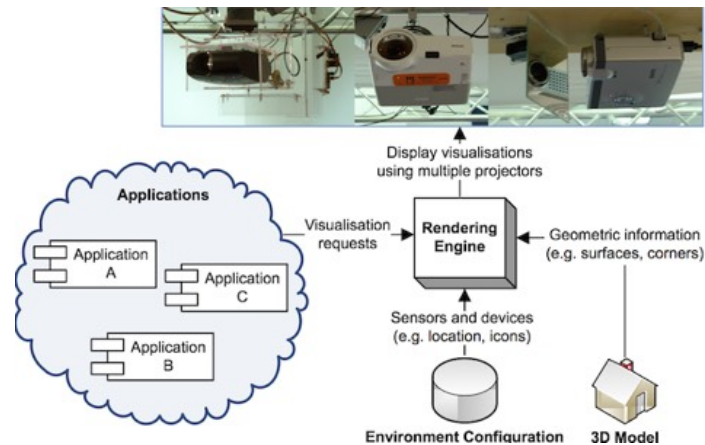 Display visualisations
using multiple projectors
Applications
Application
A
Application
C
Application
B
Visualisation
requests
Rendering
Engine
Geometric information
(e.g. surfaces, corners)
Sensors and devices
(e.g. location, icons)
Environment Configuration
3D Model